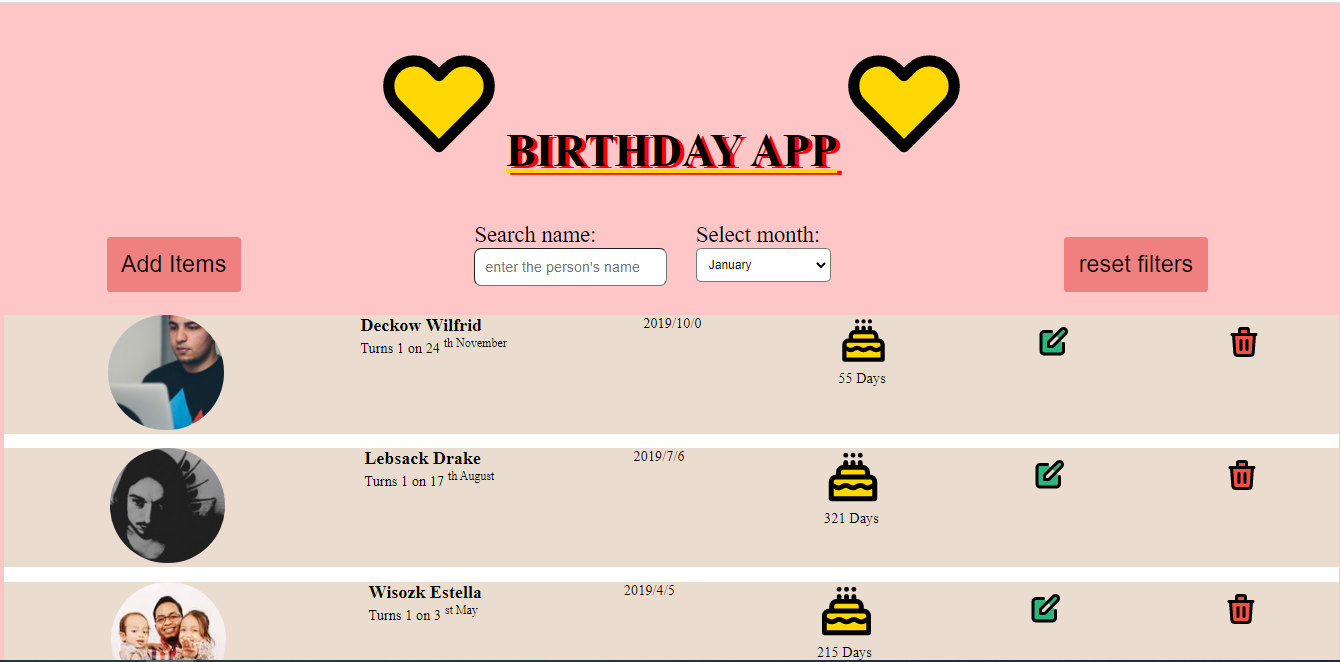 BIRTHDAY APP
Add Items
Search name:
enter the person's name
Select month:
January
reset filters
Deckow Wilfrid
Turns 1 on 24 th November
2019/10/0
55 Days
Lebsack Drake
Turns 1 on 17 th August
2019/7/6
321 Days
Wisozk Estella
Turns 1 on 3 st May
2019/4/5
215 Days